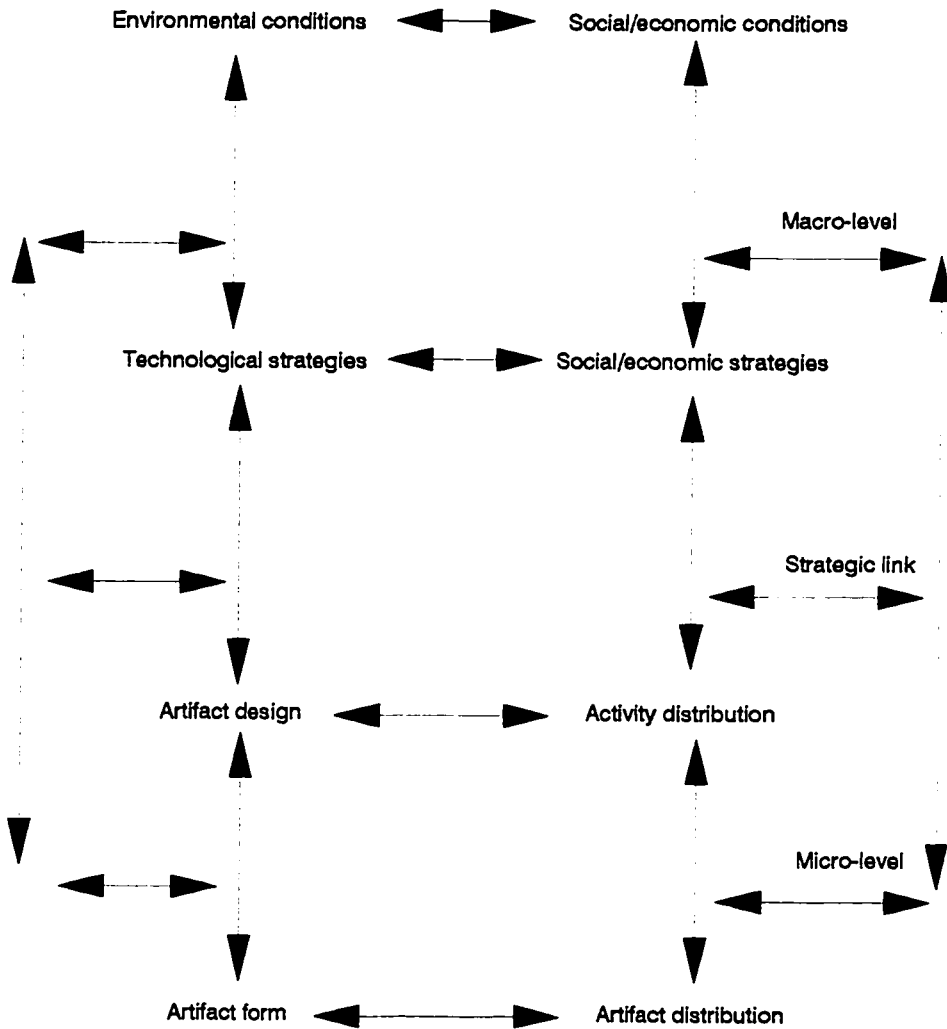 Environmental conditions
Social/economic conditions
Macro-level
Technological strategies
Social/economic strategies
Strategic link
Artifact design
Activity distribution
Micro-level
Artifact form
Artifact distribution